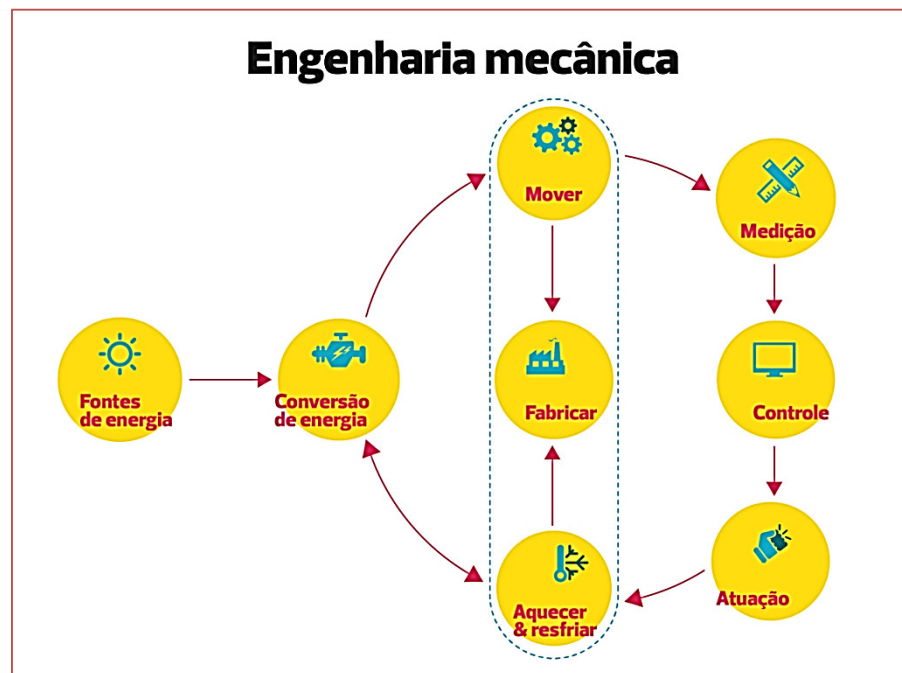 Engenharia mecânica
Mover
Medição
Fontes
de energia
Conversão
de energia
Fabricar
Controle
Aquecer
& resfriar
Atuação